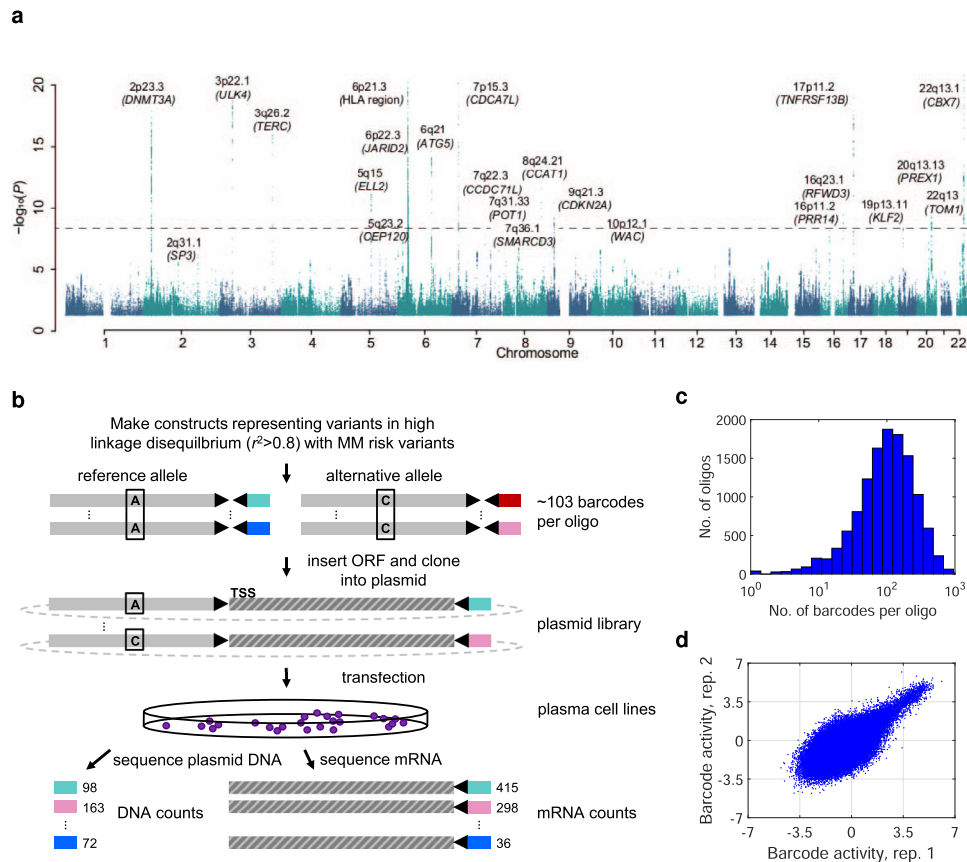 a
20
15
10
5
0
−log₁₀(P)
2p23.3
(DNMT3A)
2q31.1
(SP3)
3p22.1
(ULK4)
3q26.2
(TERC)
6p21.3
(HLA region)
6p22.3
(JARID2)
5q15
(ELL2)
5q23.2
(CEP120)
6q21
(ATG5)
7p15.3
(CDCA7L)
7q22.3
(CCDC71L)
7q31.33
(POT1)
7q36.1
(SMARCD3)
8q24.21
(CCAT1)
9q21.3
(CDKN2A)
10p12.1
(WAC)
17p11.2
(TNFRSF13B)
16q23.1
(RFWD3)
16p11.2
(PRR14)
19p13.11
(KLF2)
20q13.13
(PREX1)
22q13.1
(CBX7)
22q13
(TOM1)
1 2 3 4 5 6 7 8 9 10 11 12 13 14 15 16 17 18 19 20 22
Chromosome
b
Make constructs representing variants in high
linkage disequilbrium (r²>0.8) with MM risk variants
reference allele
alternative allele
A
C
A
C
~103 barcodes
per oligo
insert ORF and clone
into plasmid
TSS
A
C
plasmid library
transfection
plasma cell lines
sequence plasmid DNA
sequence mRNA
98
163
72
DNA counts
415
298
36
mRNA counts
c
2000
1500
1000
500
0
No. of oligos
10⁰ 10¹ 10² 10³
No. of barcodes per oligo
d
7
3.5
0
-3.5
-7
Barcode activity, rep. 2
-7 -3.5 0 3.5 7
Barcode activity, rep. 1